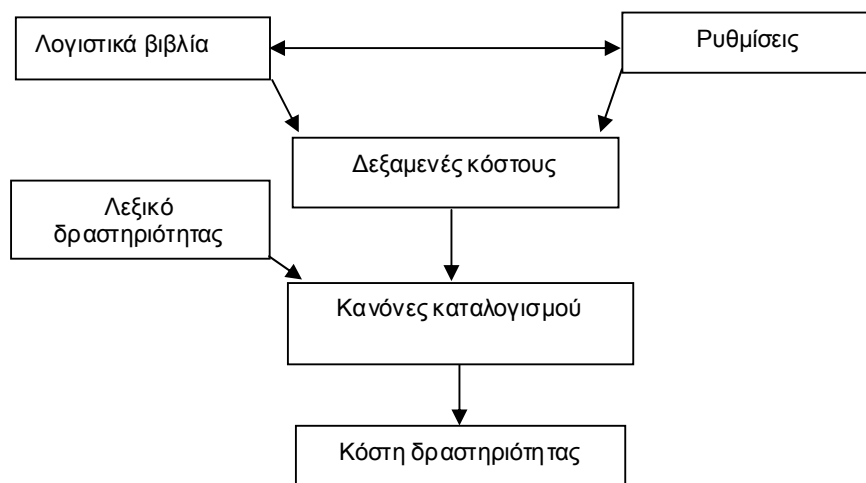 Λογιστικά βιβλία
Ρυθμίσεις
Δεξαμενές κόστους
Λεξικό
δραστηριότητας
Κανόνες καταλογισμού
Κόστη δραστηριότητας